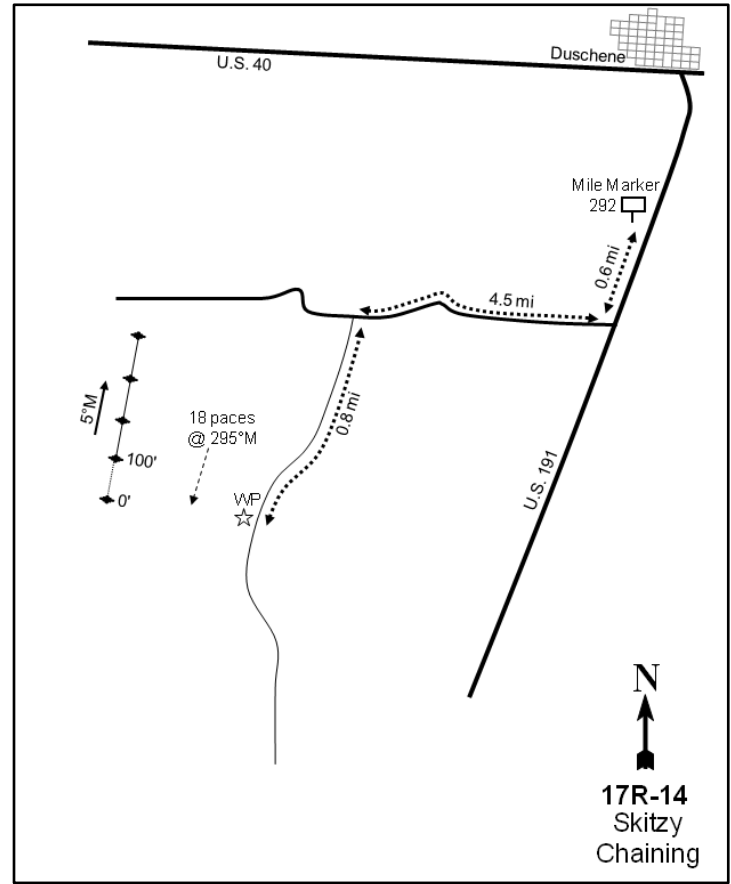 Duschene
U.S. 40
Mile Marker
292
0.6 mi
4.5 mi
0.8 mi
5°M
18 paces
@ 295°M
100'
0'
WP
U.S. 191
N
17R-14
Skitzy
Chaining